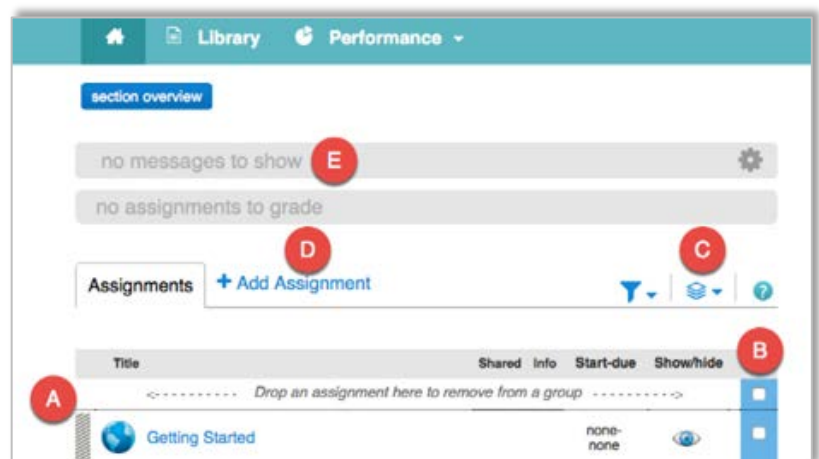 Library Performance
section overview
no messages to show E
no assignments to grade
D
C
Assignments + Add Assignment ?
B
Title Shared Info Start-due Show/hide
A
<- - - - - - - - - - Drop an assignment here to remove from a group - - - - - - - - - ->
Getting Started none-
none